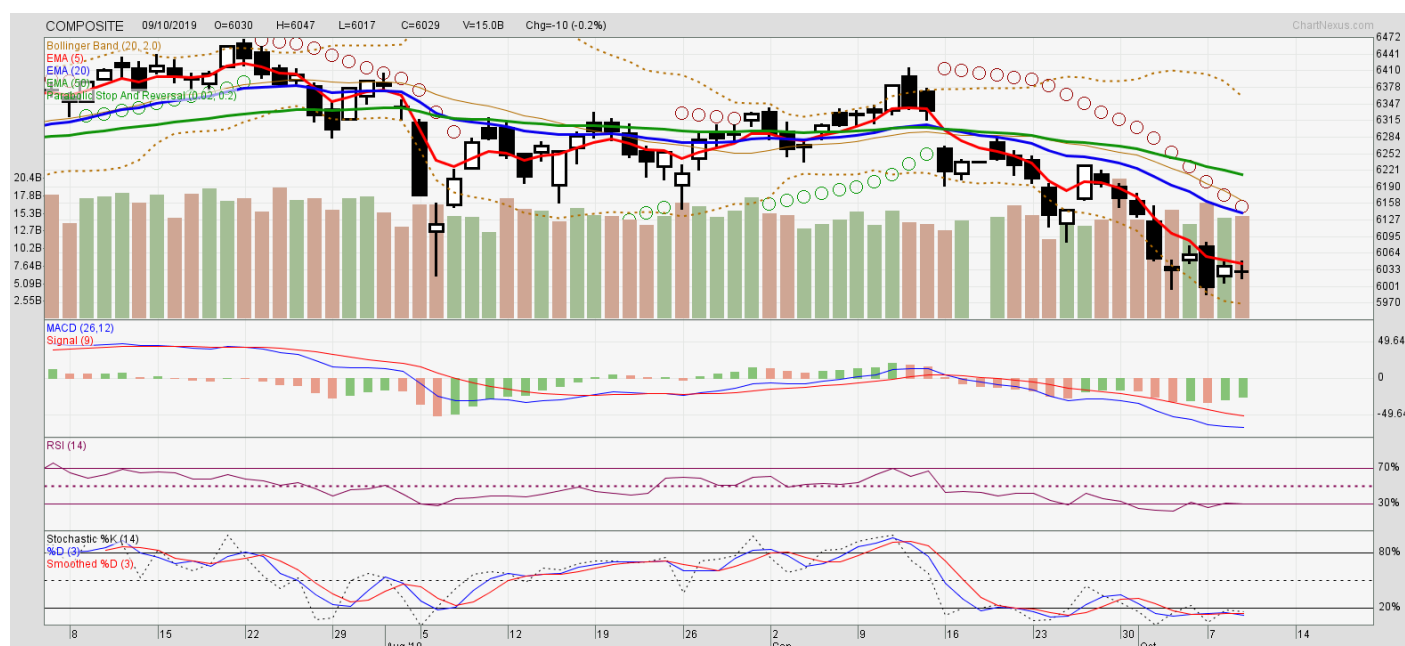 COMPOSITE 09/10/2019 O=6030 H=6047 L=6017 C=6029 V=15.0B Chg=-10 (-0.2%) ChartNexus.com
Bollinger Band (20, 2.0)
EMA (5)
EMA (20)
EMA (50)
Parabolic Stop And Reversal (0.02, 0.2)
6472
6441
6410
6378
6347
6315
6284
6252
6221
6190
6158
6127
6095
6064
6033
6001
5970
20.4B
17.8B
15.3B
12.7B
10.2B
7.64B
5.09B
2.55B
MACD (26,12)
Signal (9)
49.64
0
-49.64
RSI (14)
70%
30%
Stochastic %K (14)
%D (3)
Smoothed %D (3)
80%
20%
8 15 22 29 5 12 19 26 2 9 16 23 30 7 14
Aug '19 Sep Oct